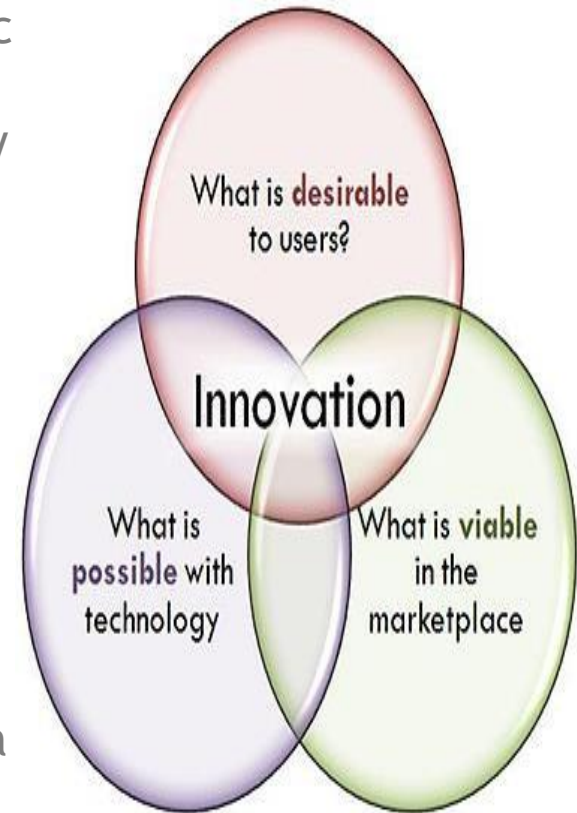 c
y
What is desirable
to users?
Innovation
What is
possible with
technology
What is viable
in the
marketplace
a